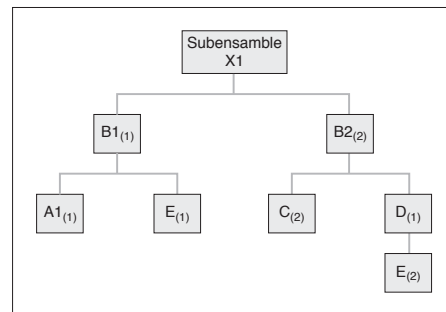 Subensamble
X1
B1(1)
B2(2)
A1(1)
E(1)
C(2)
D(1)
E(2)